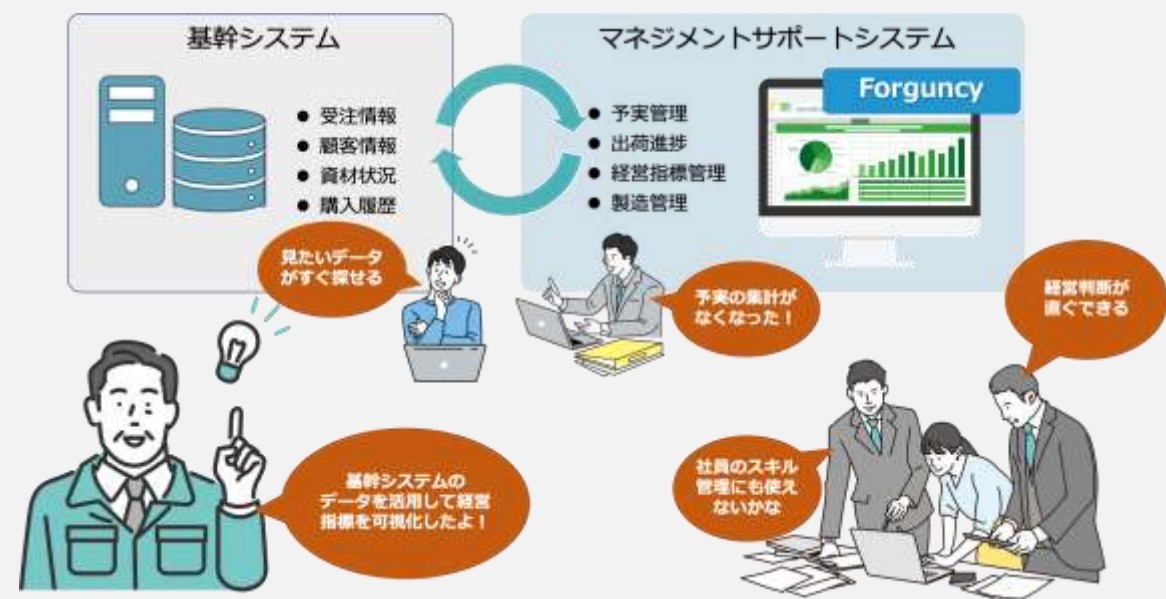 基幹システム
● 受注情報
● 顧客情報
● 資材状況
● 購入履歴
マネジメントサポートシステム
Forguncy
● 予実管理
● 出荷進捗
● 経営指標管理
● 製造管理
見たいデータ
がすぐ探せる
予実の集計が
なくなった！
経営判断が
直ぐできる
基幹システムの
データを活用して経営
指標を可視化したよ！
社員のスキル
管理にも使え
ないかな